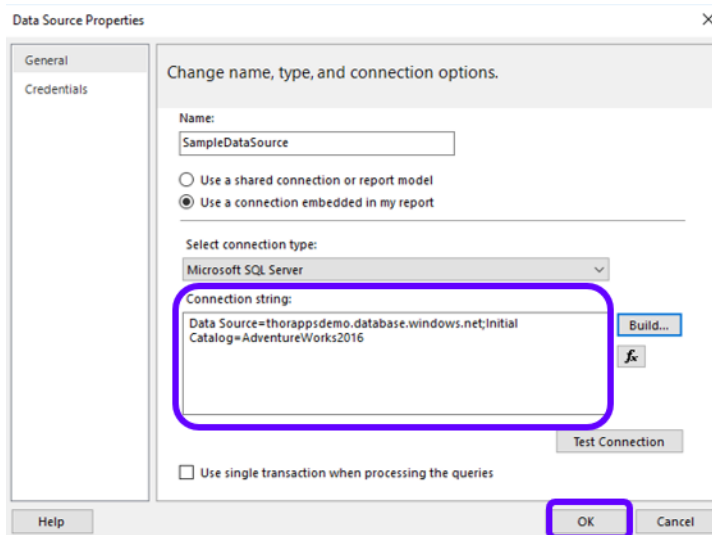 Data Source Properties
General
Credentials
Change name, type, and connection options.
Name:
SampleDataSource
Use a shared connection or report model
Use a connection embedded in my report
Select connection type:
Microsoft SQL Server
Connection string:
Data Source=thorappsdemo.database.windows.net;Initial
Catalog=AdventureWorks2016
Build...
fx
Test Connection
Use single transaction when processing the queries
Help
OK
Cancel